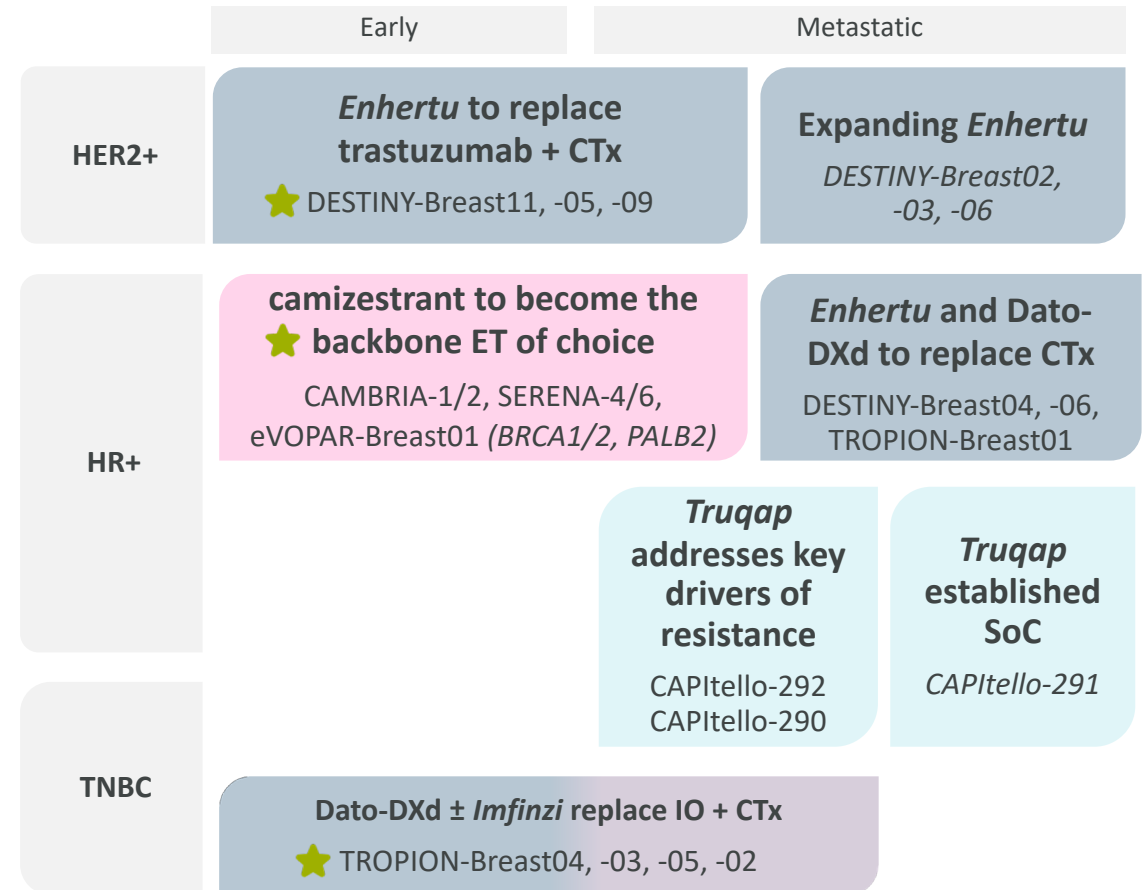 Early
Metastatic
HER2+
Enhertu to replace
trastuzumab + CTx
DESTINY-Breast11, -05, -09
Expanding Enhertu
DESTINY-Breast02,
-03, -06
HR+
camizestrant to become the
backbone ET of choice
CAMBRIA-1/2, SERENA-4/6,
eVOPAR-Breast01 (BRCA1/2, PALB2)
Enhertu and Dato-
DXd to replace CTx
DESTINY-Breast04, -06,
TROPION-Breast01
Truqap
addresses key
drivers of
resistance
CAPItello-292
CAPItello-290
Truqap
established
SoC
CAPItello-291
TNBC
Dato-DXd ± Imfinzi replace IO + CTx
TROPION-Breast04, -03, -05, -02